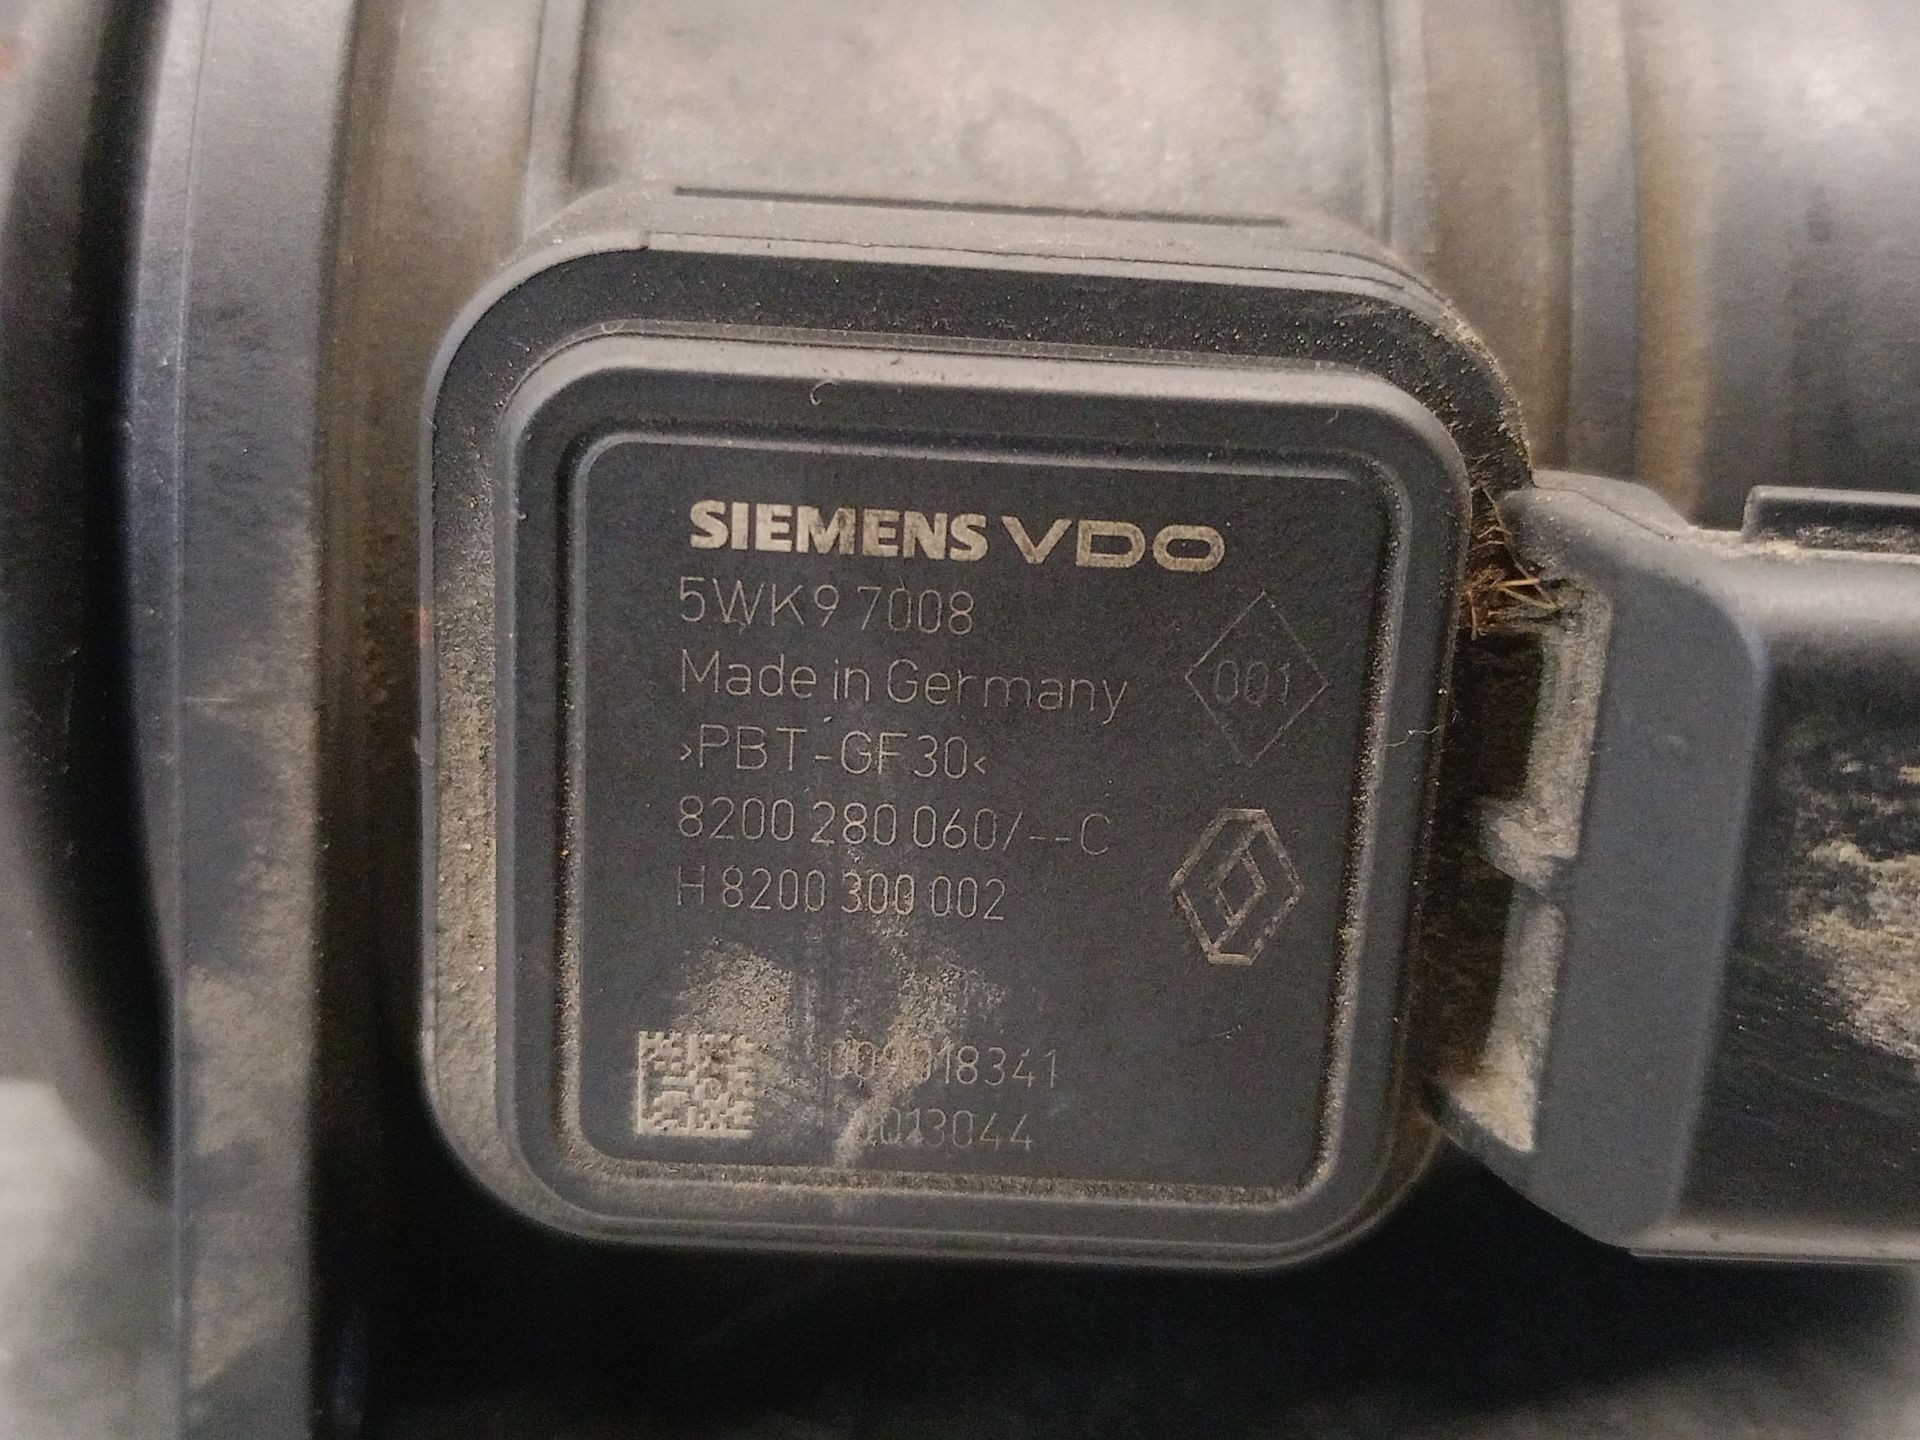 SIEMENS VDO
5WK9 7008
Made in Germany
001
>PBT-GF30<
8200 280 060/--C
H 8200 300 002